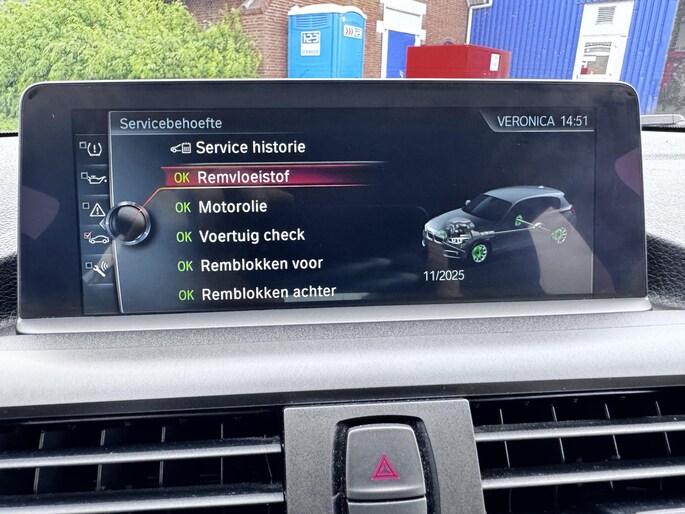 Servicebehoefte
VERONICA 14:51
Service historie
OK Remvloeistof
OK Motorolie
OK Voertuig check
OK Remblokken voor
OK Remblokken achter
11/2025